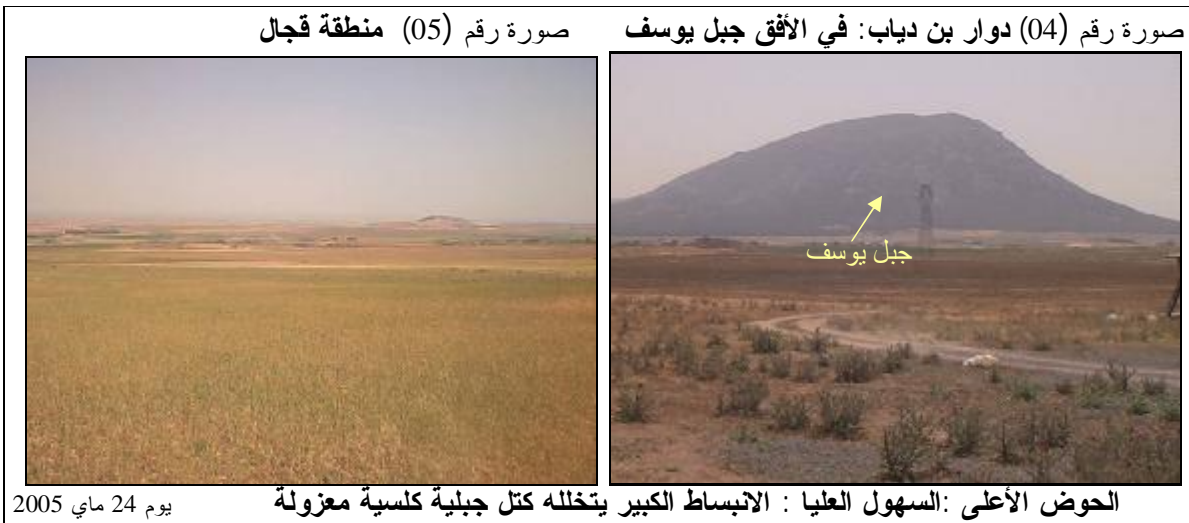 صورة رقم (04) دوار بن دياب: في الأفق جبل يوسف
صورة رقم (05) منطقة قجال
جبل يوسف
الحوض الأعلى :السهول العليا : الانبساط الكبير يتخلله كتل جبلية كلسية معزولة
يوم 24 ماي 2005